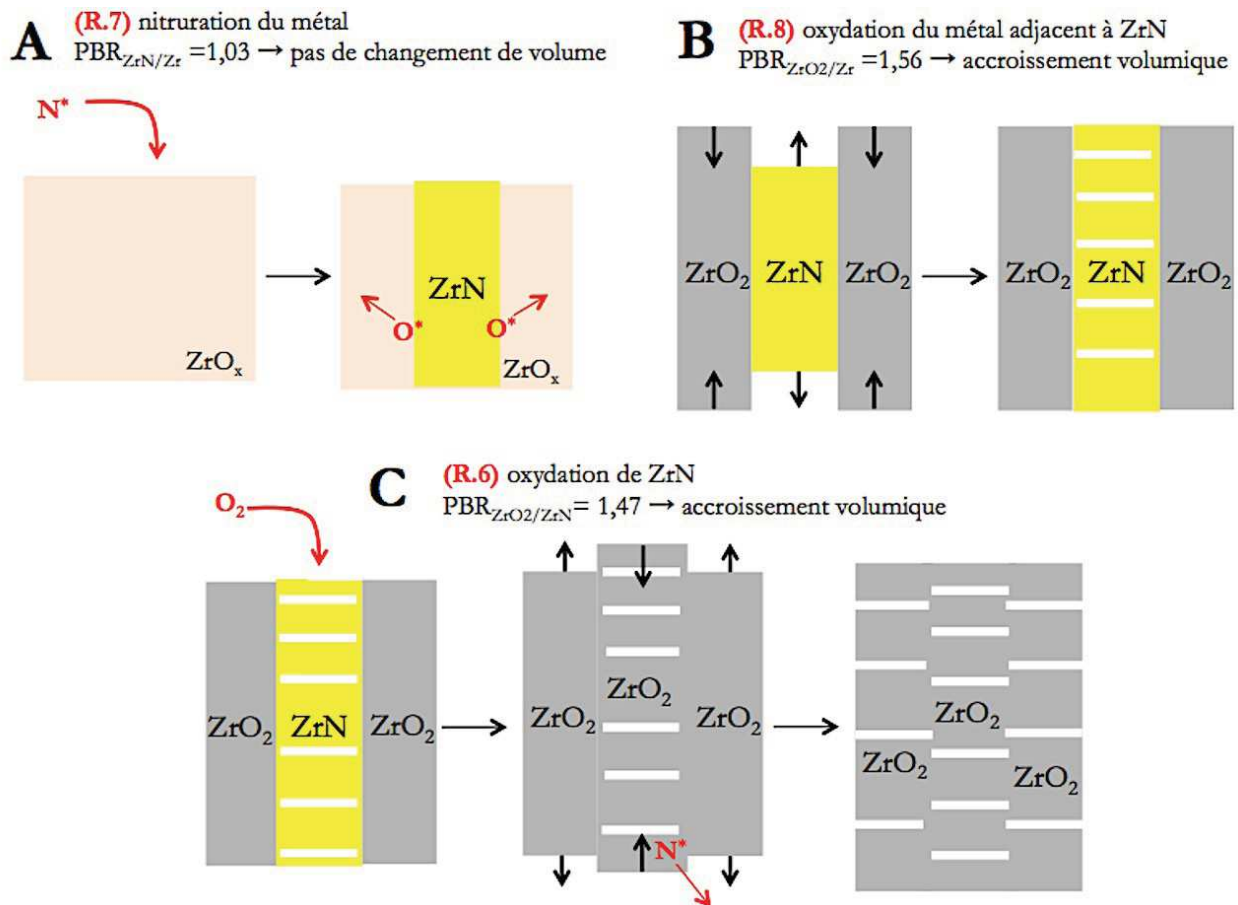 A
(R.7) nitruration du métal
PBR_ZrN/Zr =1,03 → pas de changement de volume
N*
ZrO_x
ZrN
O*
O*
ZrO_x
B
(R.8) oxydation du métal adjacent à ZrN
PBR_ZrO2/Zr =1,56 → accroissement volumique
ZrO₂
ZrN
ZrO₂
ZrO₂
ZrN
ZrO₂
C
(R.6) oxydation de ZrN
PBR_ZrO2/ZrN = 1,47 → accroissement volumique
O₂
ZrO₂
ZrN
ZrO₂
ZrO₂
ZrO₂
ZrO₂
N*
ZrO₂
ZrO₂
ZrO₂